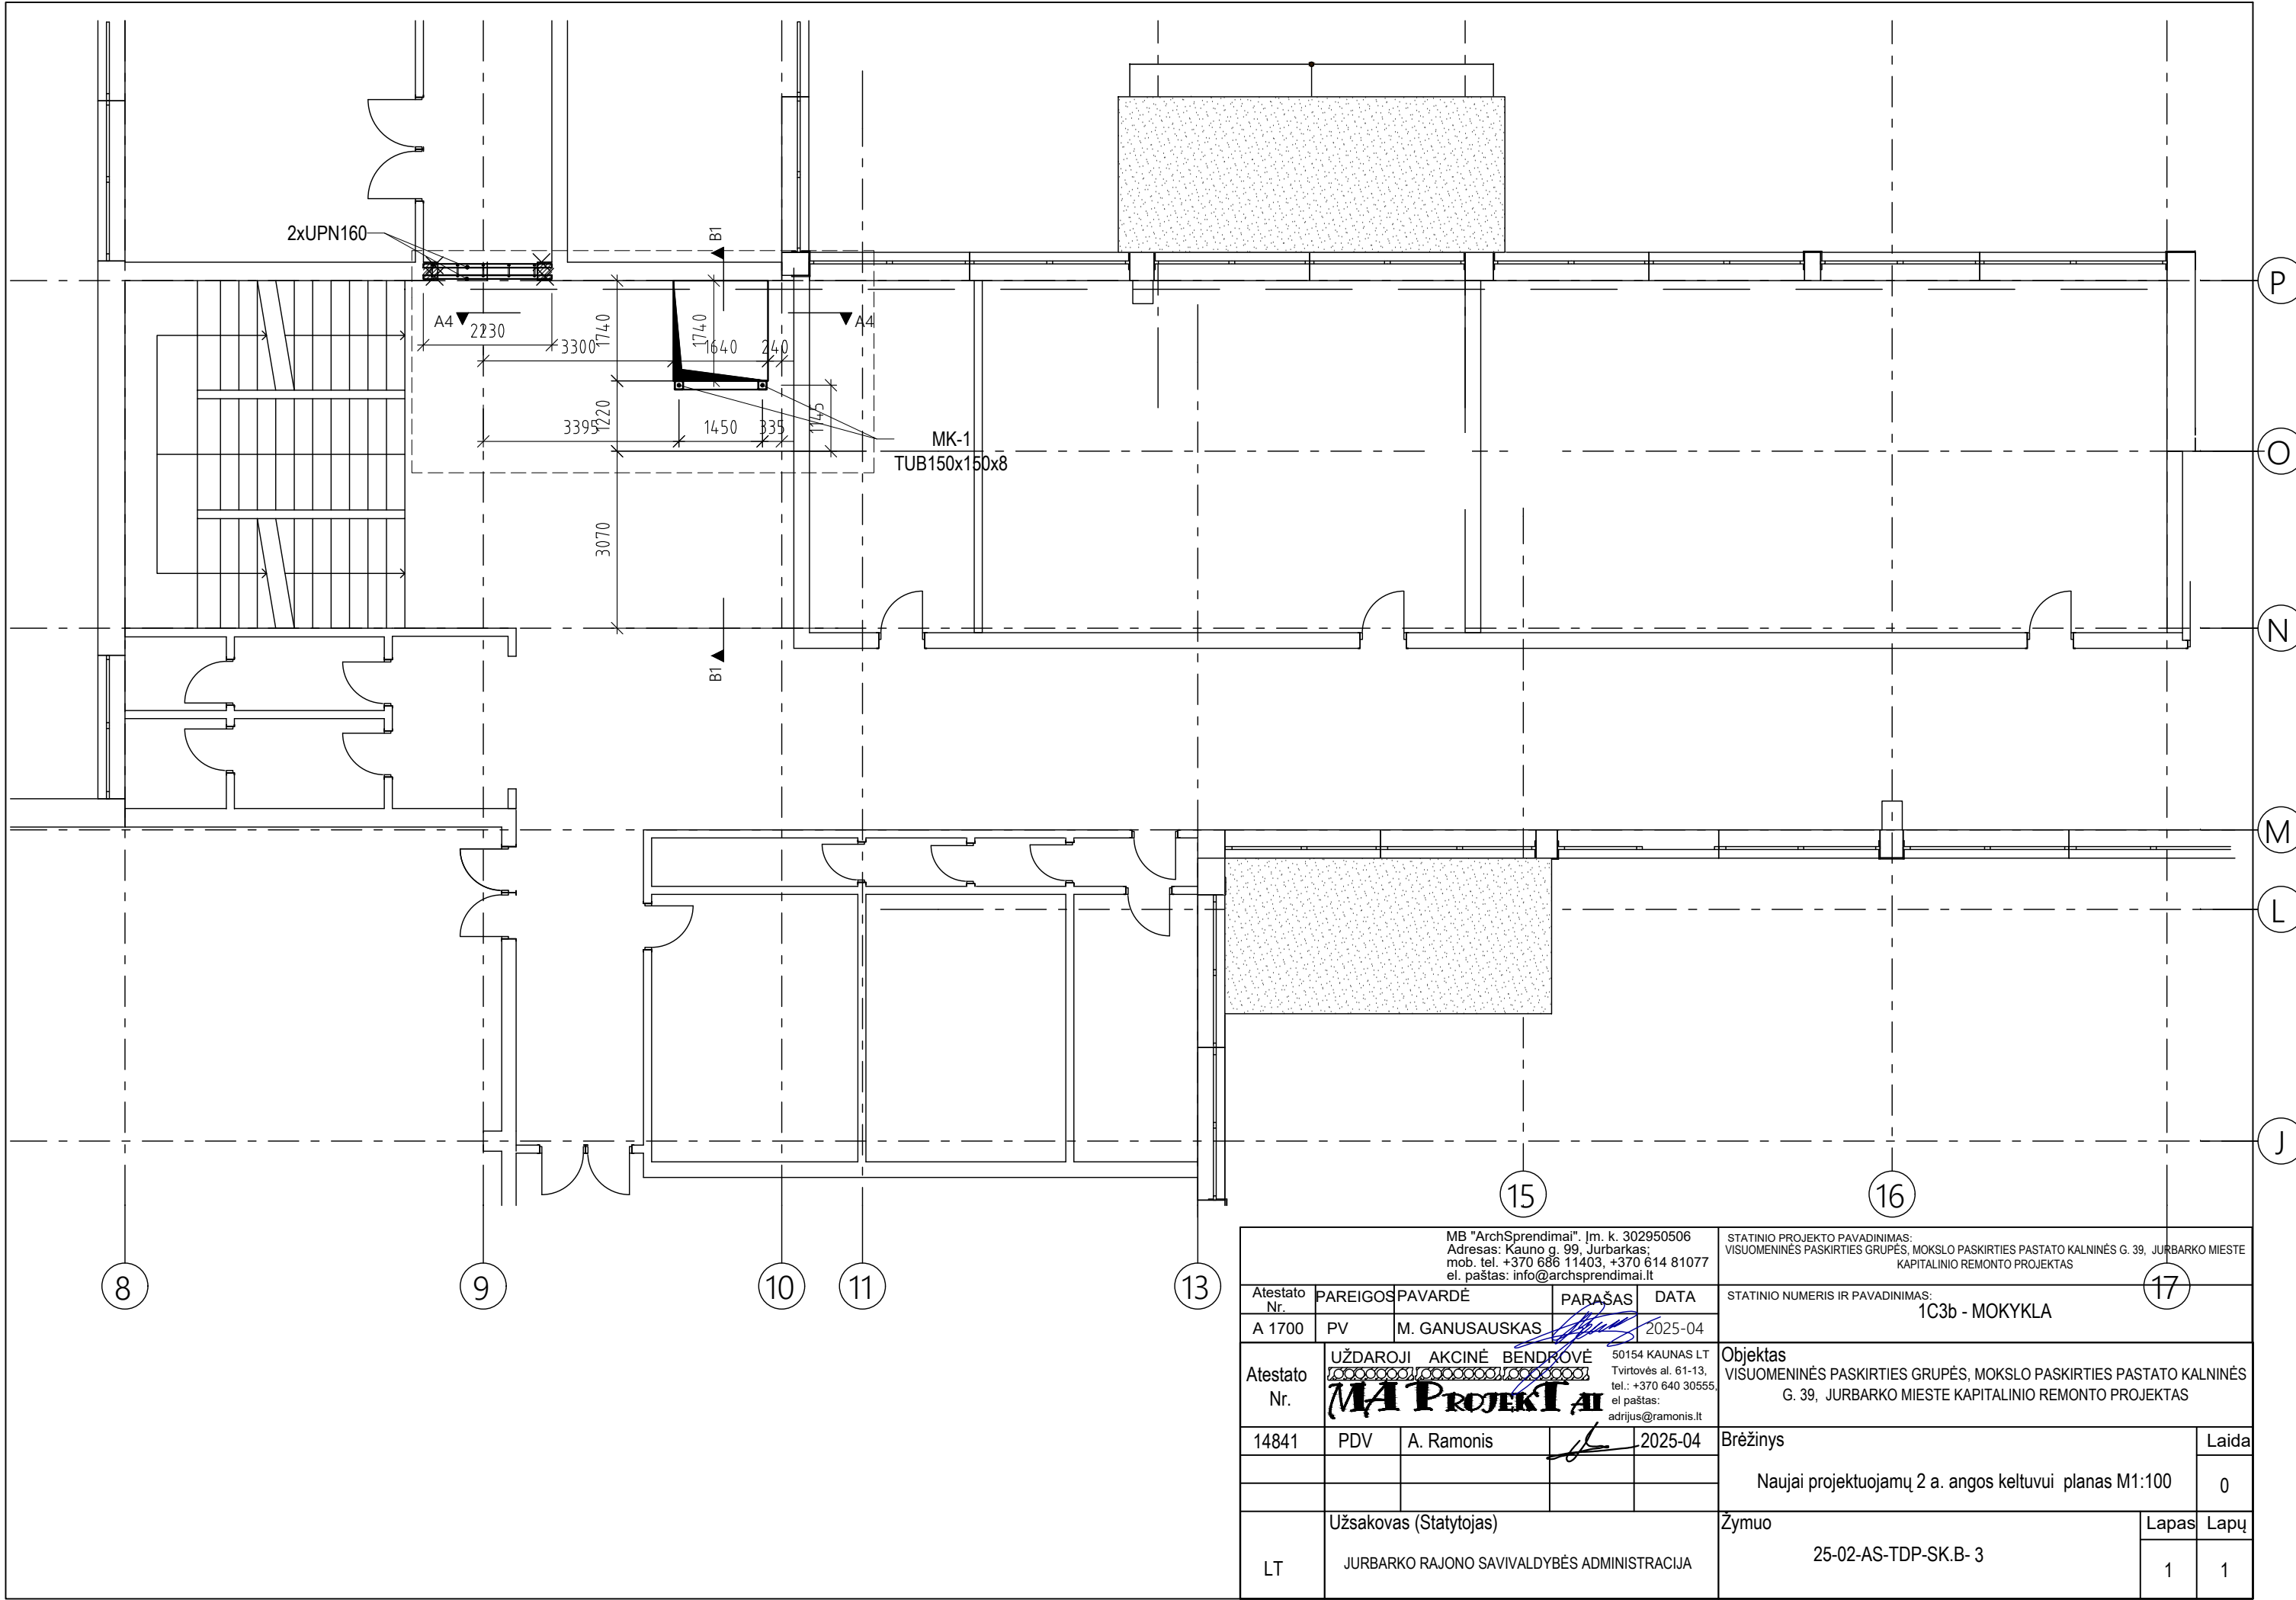 2xUPN160
B1
A4
2230
3300
1740
1740
1640
240
A4
3395
1220
1450
335
1145
MK-1
TUB150x150x8
3070
B1
P
O
N
M
L
J
15
16
8
9
10
11
13
17
MB "ArchSprendimai". Įm. k. 302950506
Adresas: Kauno g. 99, Jurbarkas;
mob. tel. +370 686 11403, +370 614 81077
el. paštas: info@archsprendimai.lt
STATINIO PROJEKTO PAVADINIMAS:
VISUOMENINĖS PASKIRTIES GRUPĖS, MOKSLO PASKIRTIES PASTATO KALNINĖS G. 39, JURBARKO MIESTE
KAPITALINIO REMONTO PROJEKTAS
Atestato Nr. PAREIGOS PAVARDĖ PARAŠAS DATA
A 1700 PV M. GANUSAUSKAS 2025-04
STATINIO NUMERIS IR PAVADINIMAS:
1C3b - MOKYKLA
Atestato
Nr.
UŽDAROJI AKCINĖ BENDROVĖ
MA PROJEKTAI
50154 KAUNAS LT
Tvirtovės al. 61-13,
tel.: +370 640 30555,
el paštas:
adrijus@ramonis.lt
Objektas
VISUOMENINĖS PASKIRTIES GRUPĖS, MOKSLO PASKIRTIES PASTATO KALNINĖS
G. 39, JURBARKO MIESTE KAPITALINIO REMONTO PROJEKTAS
14841 PDV A. Ramonis 2025-04
Brėžinys
Laida
Naujai projektuojamų 2 a. angos keltuvui planas M1:100
0
LT
Užsakovas (Statytojas)
JURBARKO RAJONO SAVIVALDYBĖS ADMINISTRACIJA
Žymuo
25-02-AS-TDP-SK.B- 3
Lapas Lapų
1 1